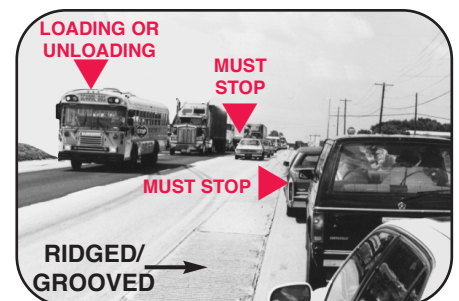 LOADING OR
UNLOADING
MUST
STOP
MUST STOP
RIDGED/
GROOVED